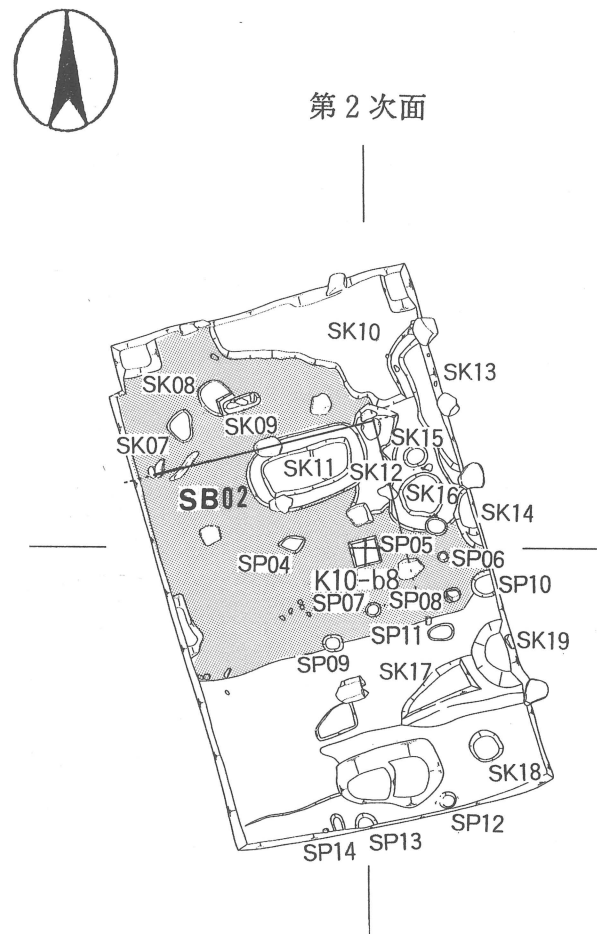 第2次面
SK10
SK13
SK08
SK09
SK07
SK15
SK11
SK12
SK16
SB02
SK14
SP05
SP04
SP06
K10-b8
SP10
SP07
SP08
SP11
SK19
SP09
SK17
SK18
SP12
SP13
SP14